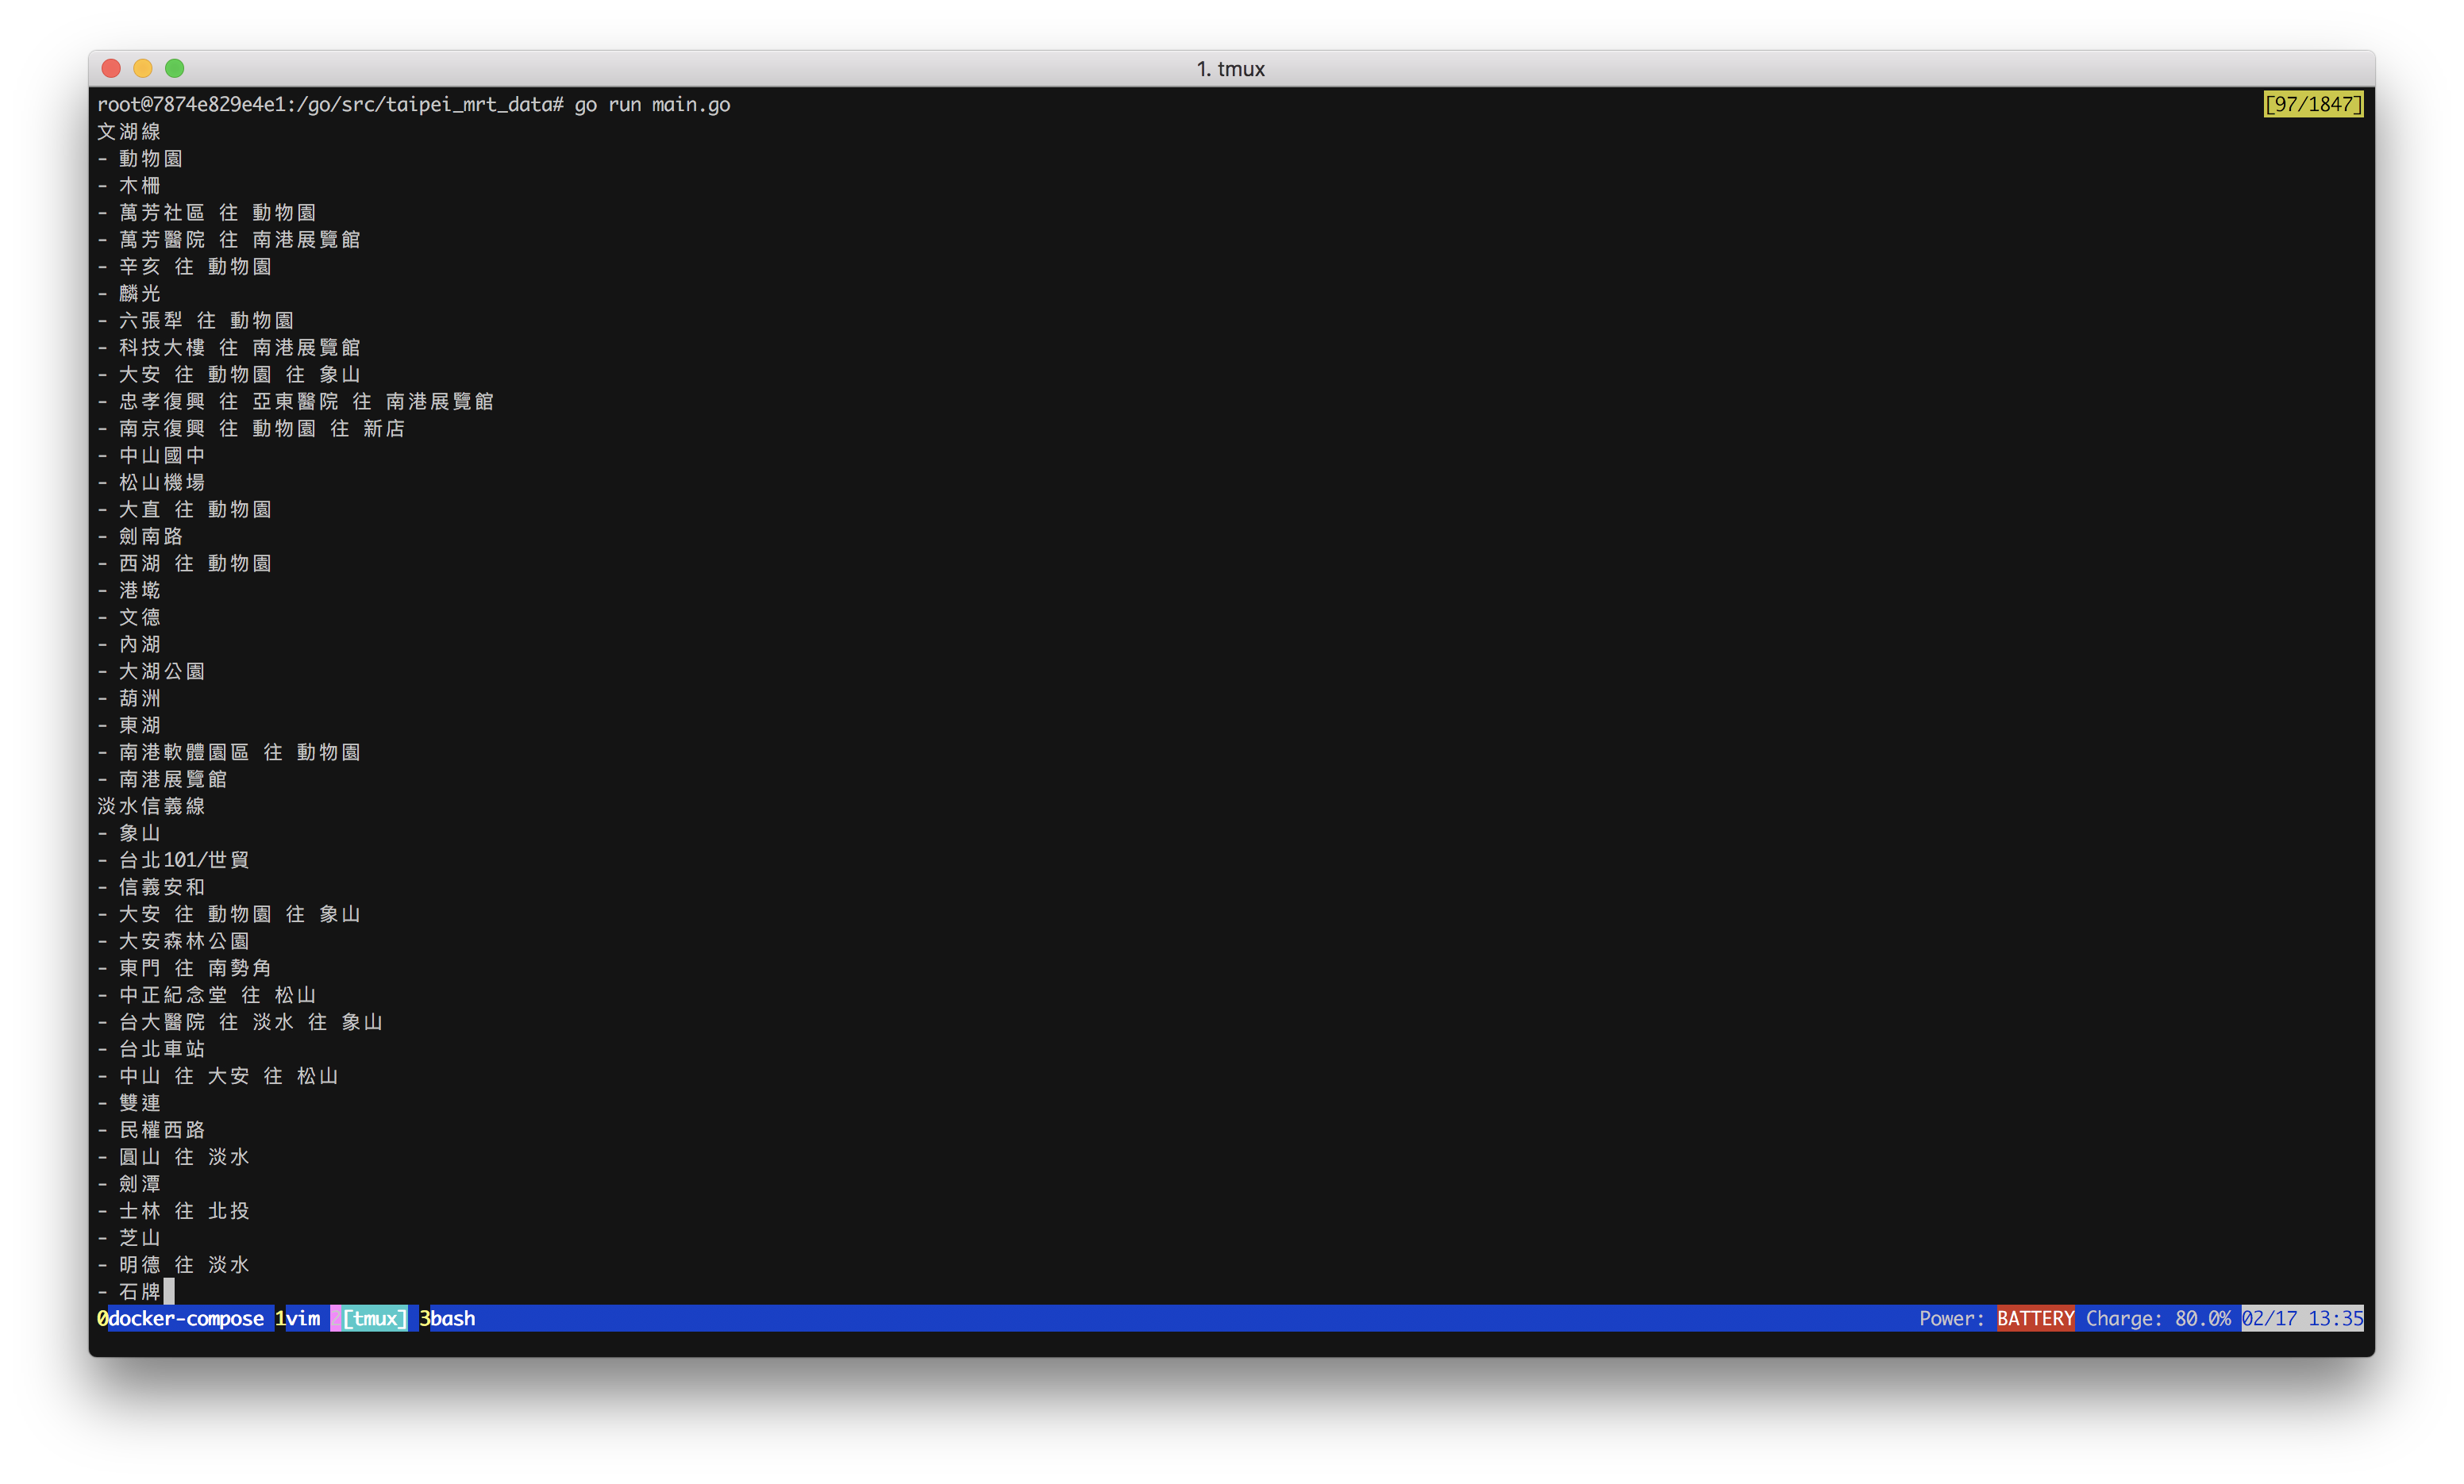 1. tmux
root@7874e829e4e1:/go/src/taipei_mrt_data# go run main.go [97/1847]
文湖線
- 動物園
- 木柵
- 萬芳社區 往 動物園
- 萬芳醫院 往 南港展覽館
- 辛亥 往 動物園
- 麟光
- 六張犁 往 動物園
- 科技大樓 往 南港展覽館
- 大安 往 動物園 往 象山
- 忠孝復興 往 亞東醫院 往 南港展覽館
- 南京復興 往 動物園 往 新店
- 中山國中
- 松山機場
- 大直 往 動物園
- 劍南路
- 西湖 往 動物園
- 港墘
- 文德
- 內湖
- 大湖公園
- 葫洲
- 東湖
- 南港軟體園區 往 動物園
- 南港展覽館
淡水信義線
- 象山
- 台北101/世貿
- 信義安和
- 大安 往 動物園 往 象山
- 大安森林公園
- 東門 往 南勢角
- 中正紀念堂 往 松山
- 台大醫院 往 淡水 往 象山
- 台北車站
- 中山 往 大安 往 松山
- 雙連
- 民權西路
- 圓山 往 淡水
- 劍潭
- 士林 往 北投
- 芝山
- 明德 往 淡水
- 石牌
0docker-compose 1vim 2[tmux] 3bash Power: BATTERY Charge: 80.0% 02/17 13:35